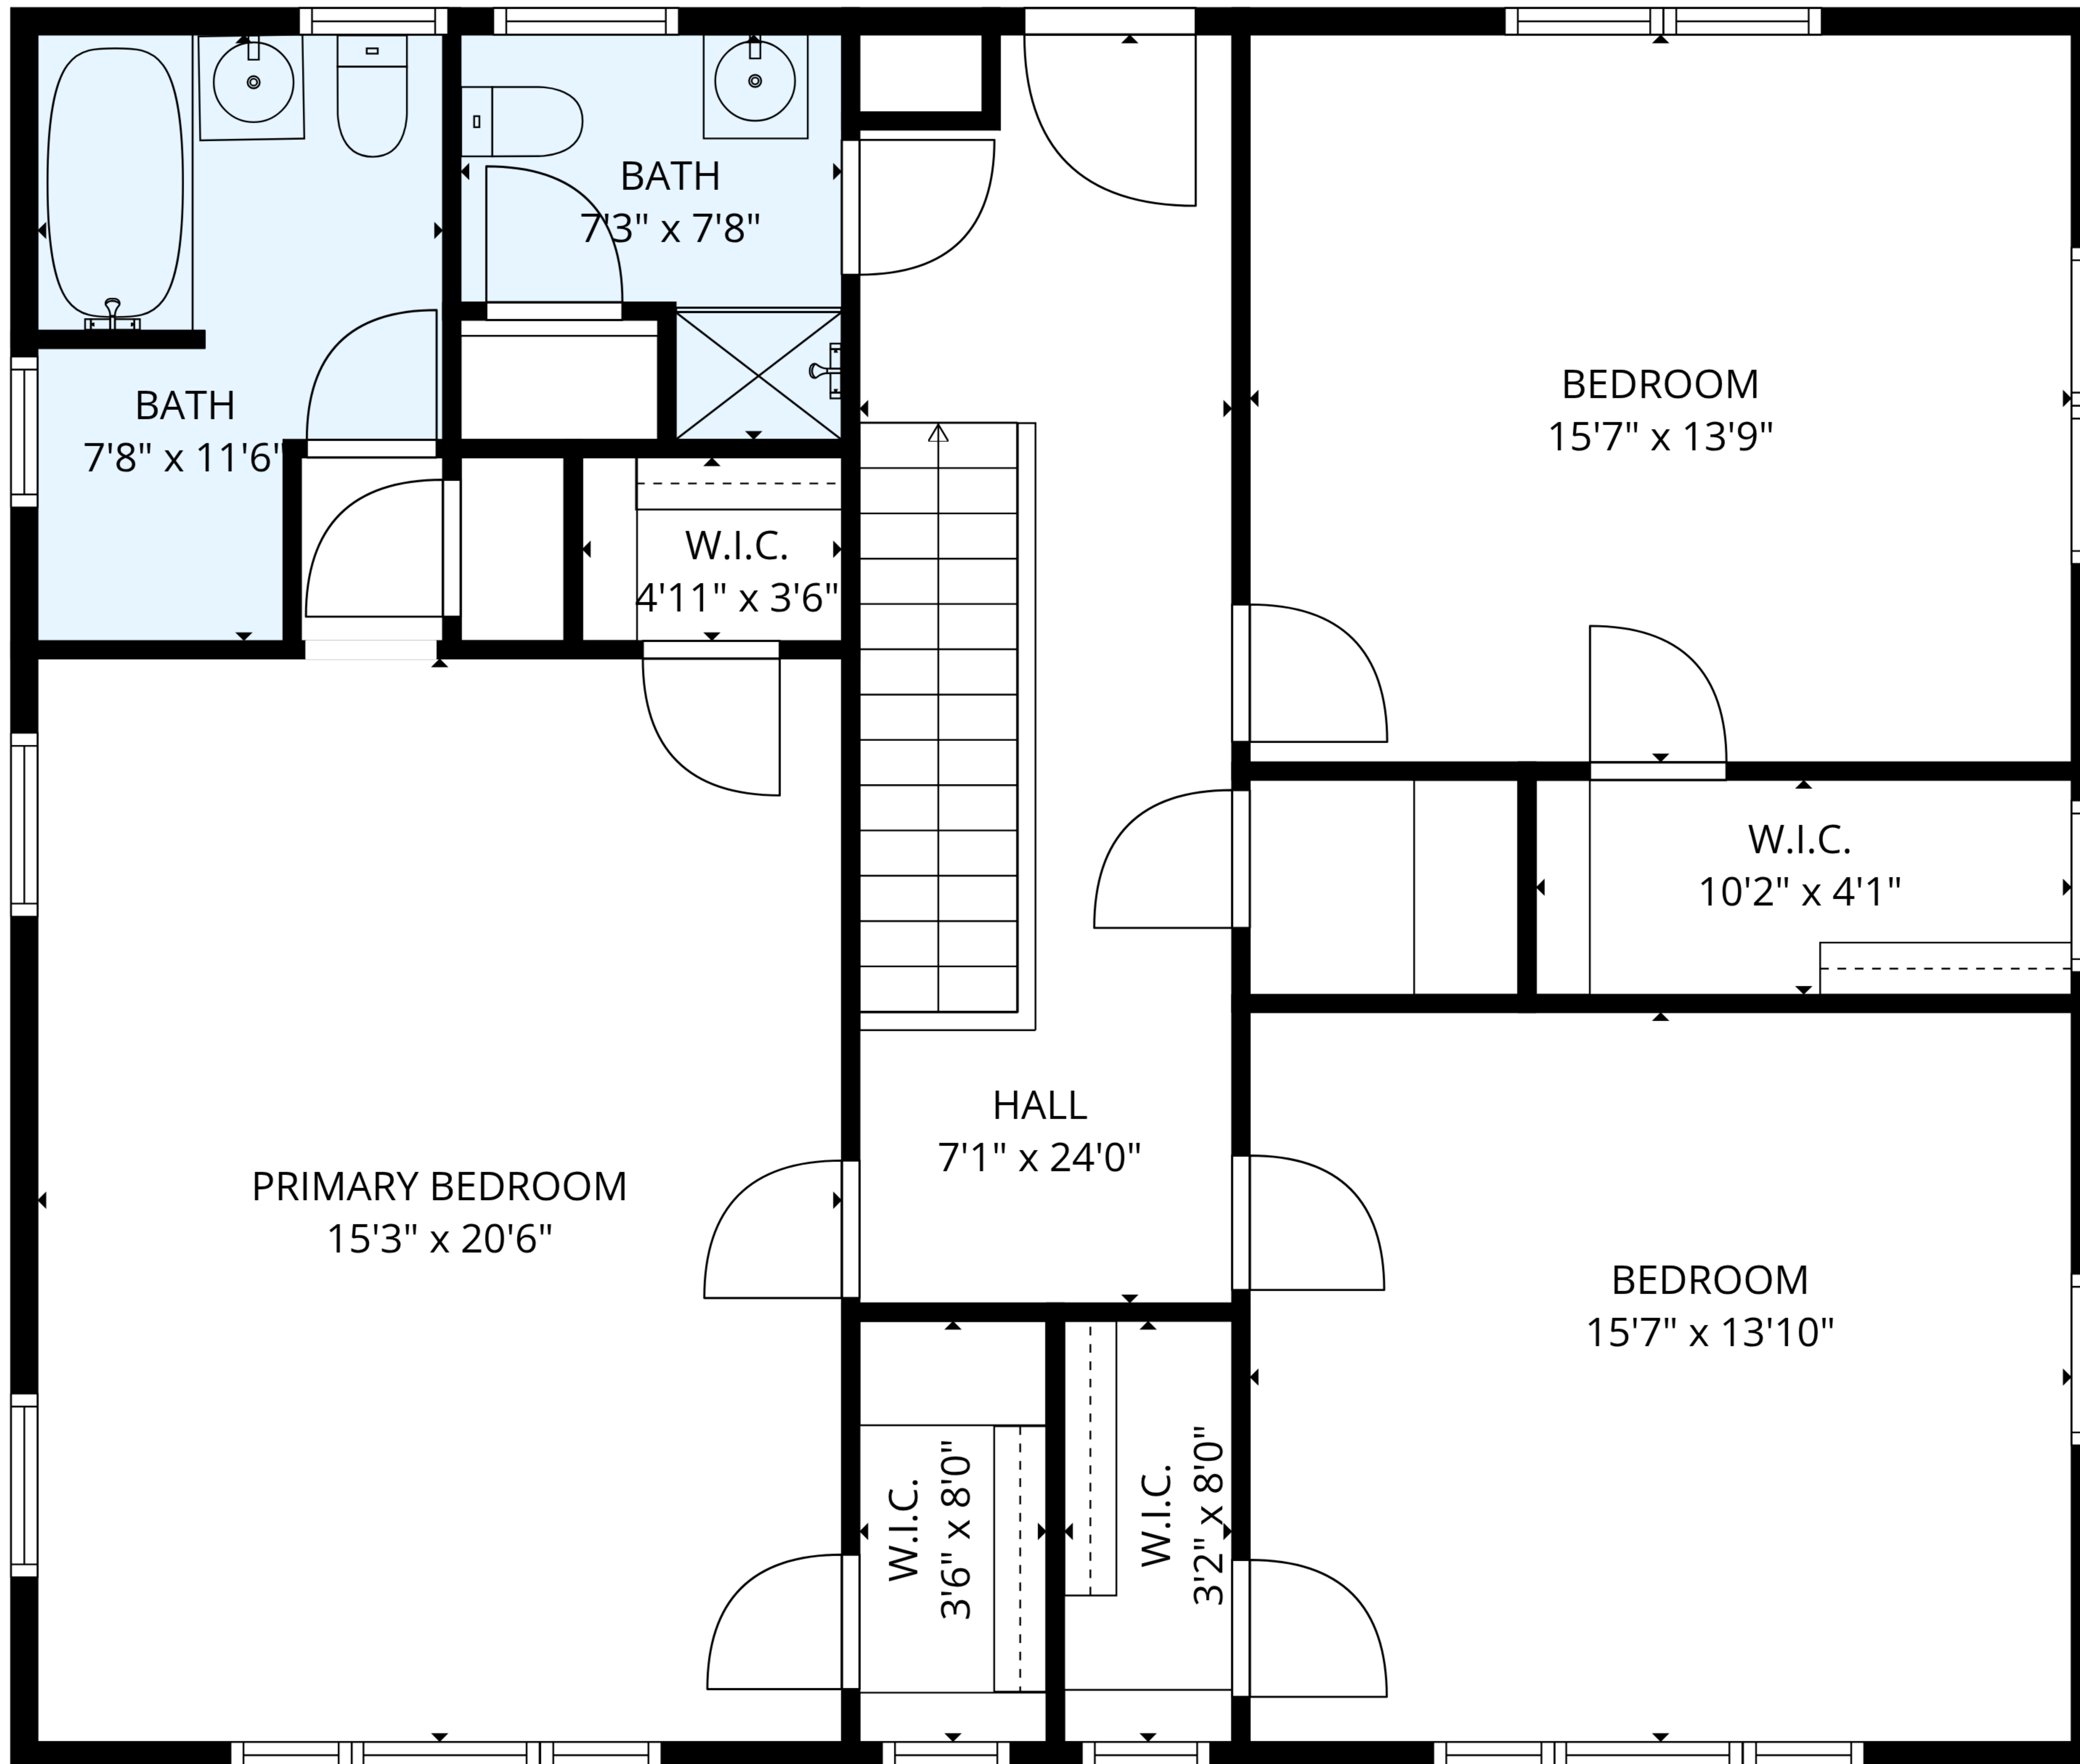 BATH
7'3" x 7'8"
BATH
7'8" x 11'6"
BEDROOM
15'7" x 13'9"
W.I.C.
4'11" x 3'6"
W.I.C.
10'2" x 4'1"
HALL
7'1" x 24'0"
PRIMARY BEDROOM
15'3" x 20'6"
BEDROOM
15'7" x 13'10"
W.I.C.
3'6" x 8'0"
W.I.C.
3'2" x 8'0"